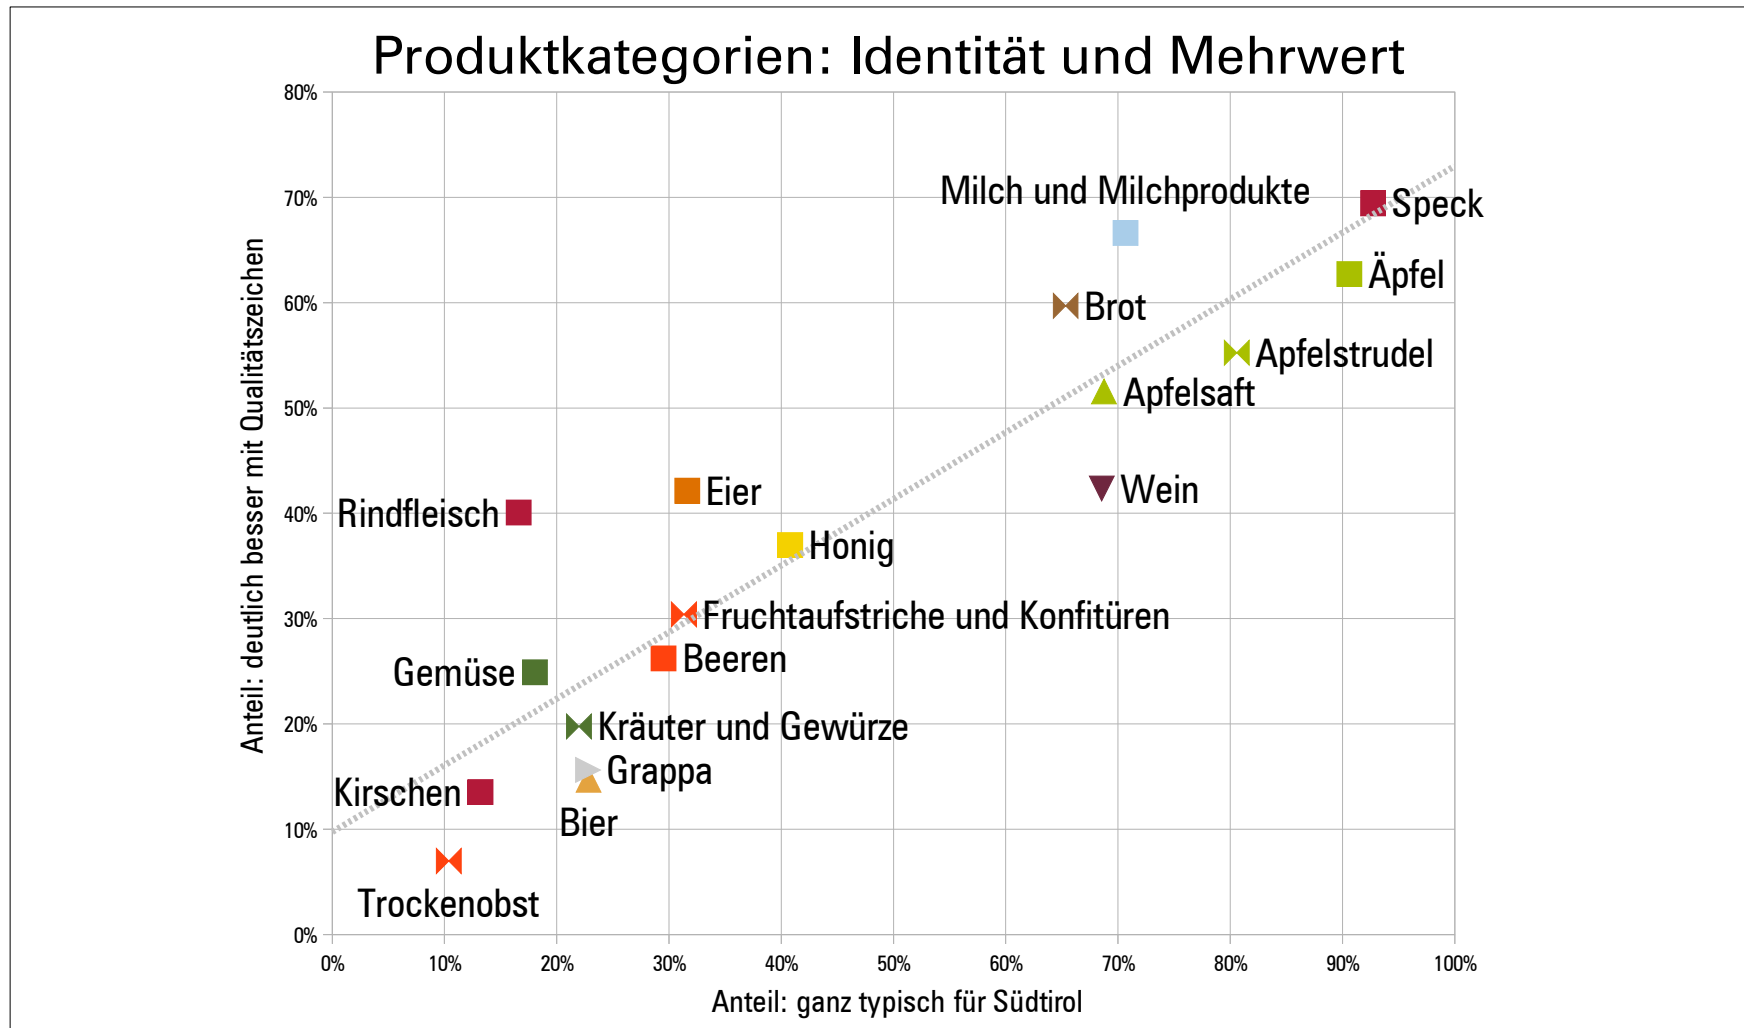 Produktkategorien: Identität und Mehrwert
Anteil: deutlich besser mit Qualitätszeichen
80%
70%
60%
50%
40%
30%
20%
10%
0%
Milch und Milchprodukte
Speck
Äpfel
Brot
Apfelstrudel
Apfelsaft
Eier
Wein
Rindfleisch
Honig
Fruchtaufstriche und Konfitüren
Beeren
Gemüse
Kräuter und Gewürze
Grappa
Kirschen
Bier
Trockenobst
0% 10% 20% 30% 40% 50% 60% 70% 80% 90% 100%
Anteil: ganz typisch für Südtirol